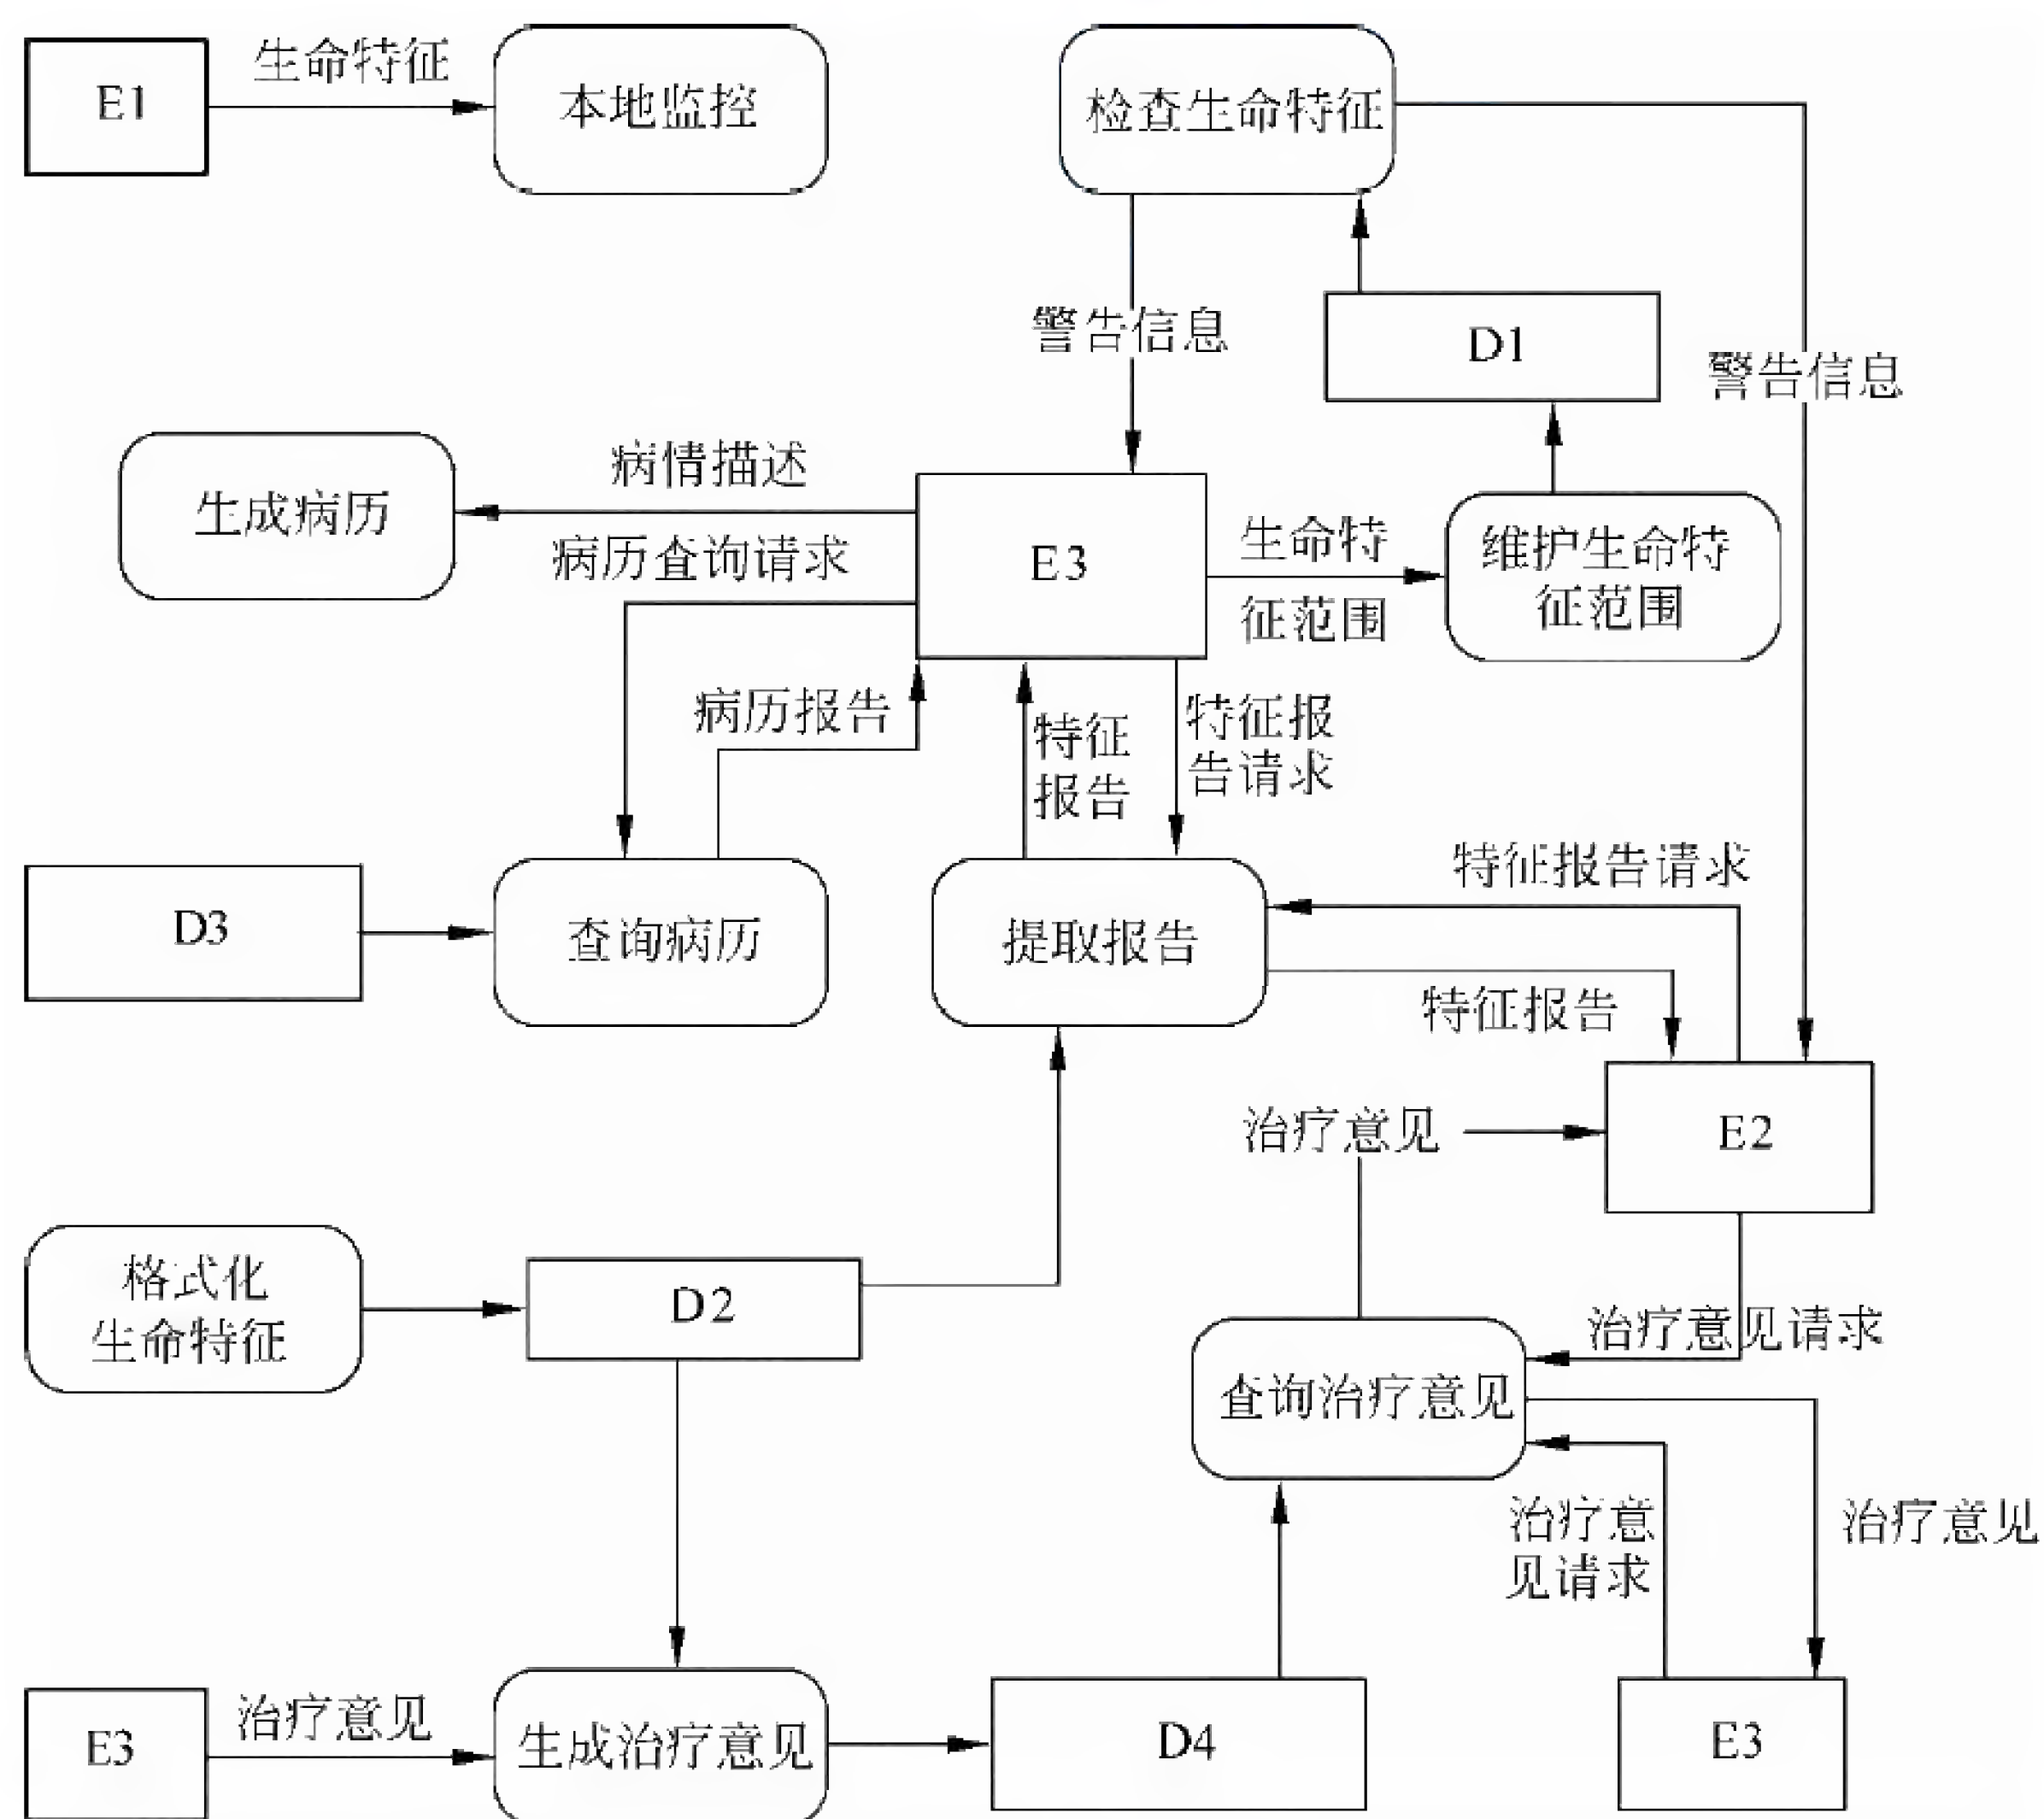 生命特征
E1
本地监控
检查生命特征
警告信息
D1
警告信息
病情描述
生成病历
病历查询请求
E3
生命特
征范围
维护生命特
征范围
病历报告
特征
报告
特征报
告请求
特征报告请求
D3
查询病历
提取报告
特征报告
治疗意见
E2
格式化
生命特征
D2
治疗意见请求
查询治疗意见
治疗意
见请求
治疗意见
E3
治疗意见
生成治疗意见
D4
E3